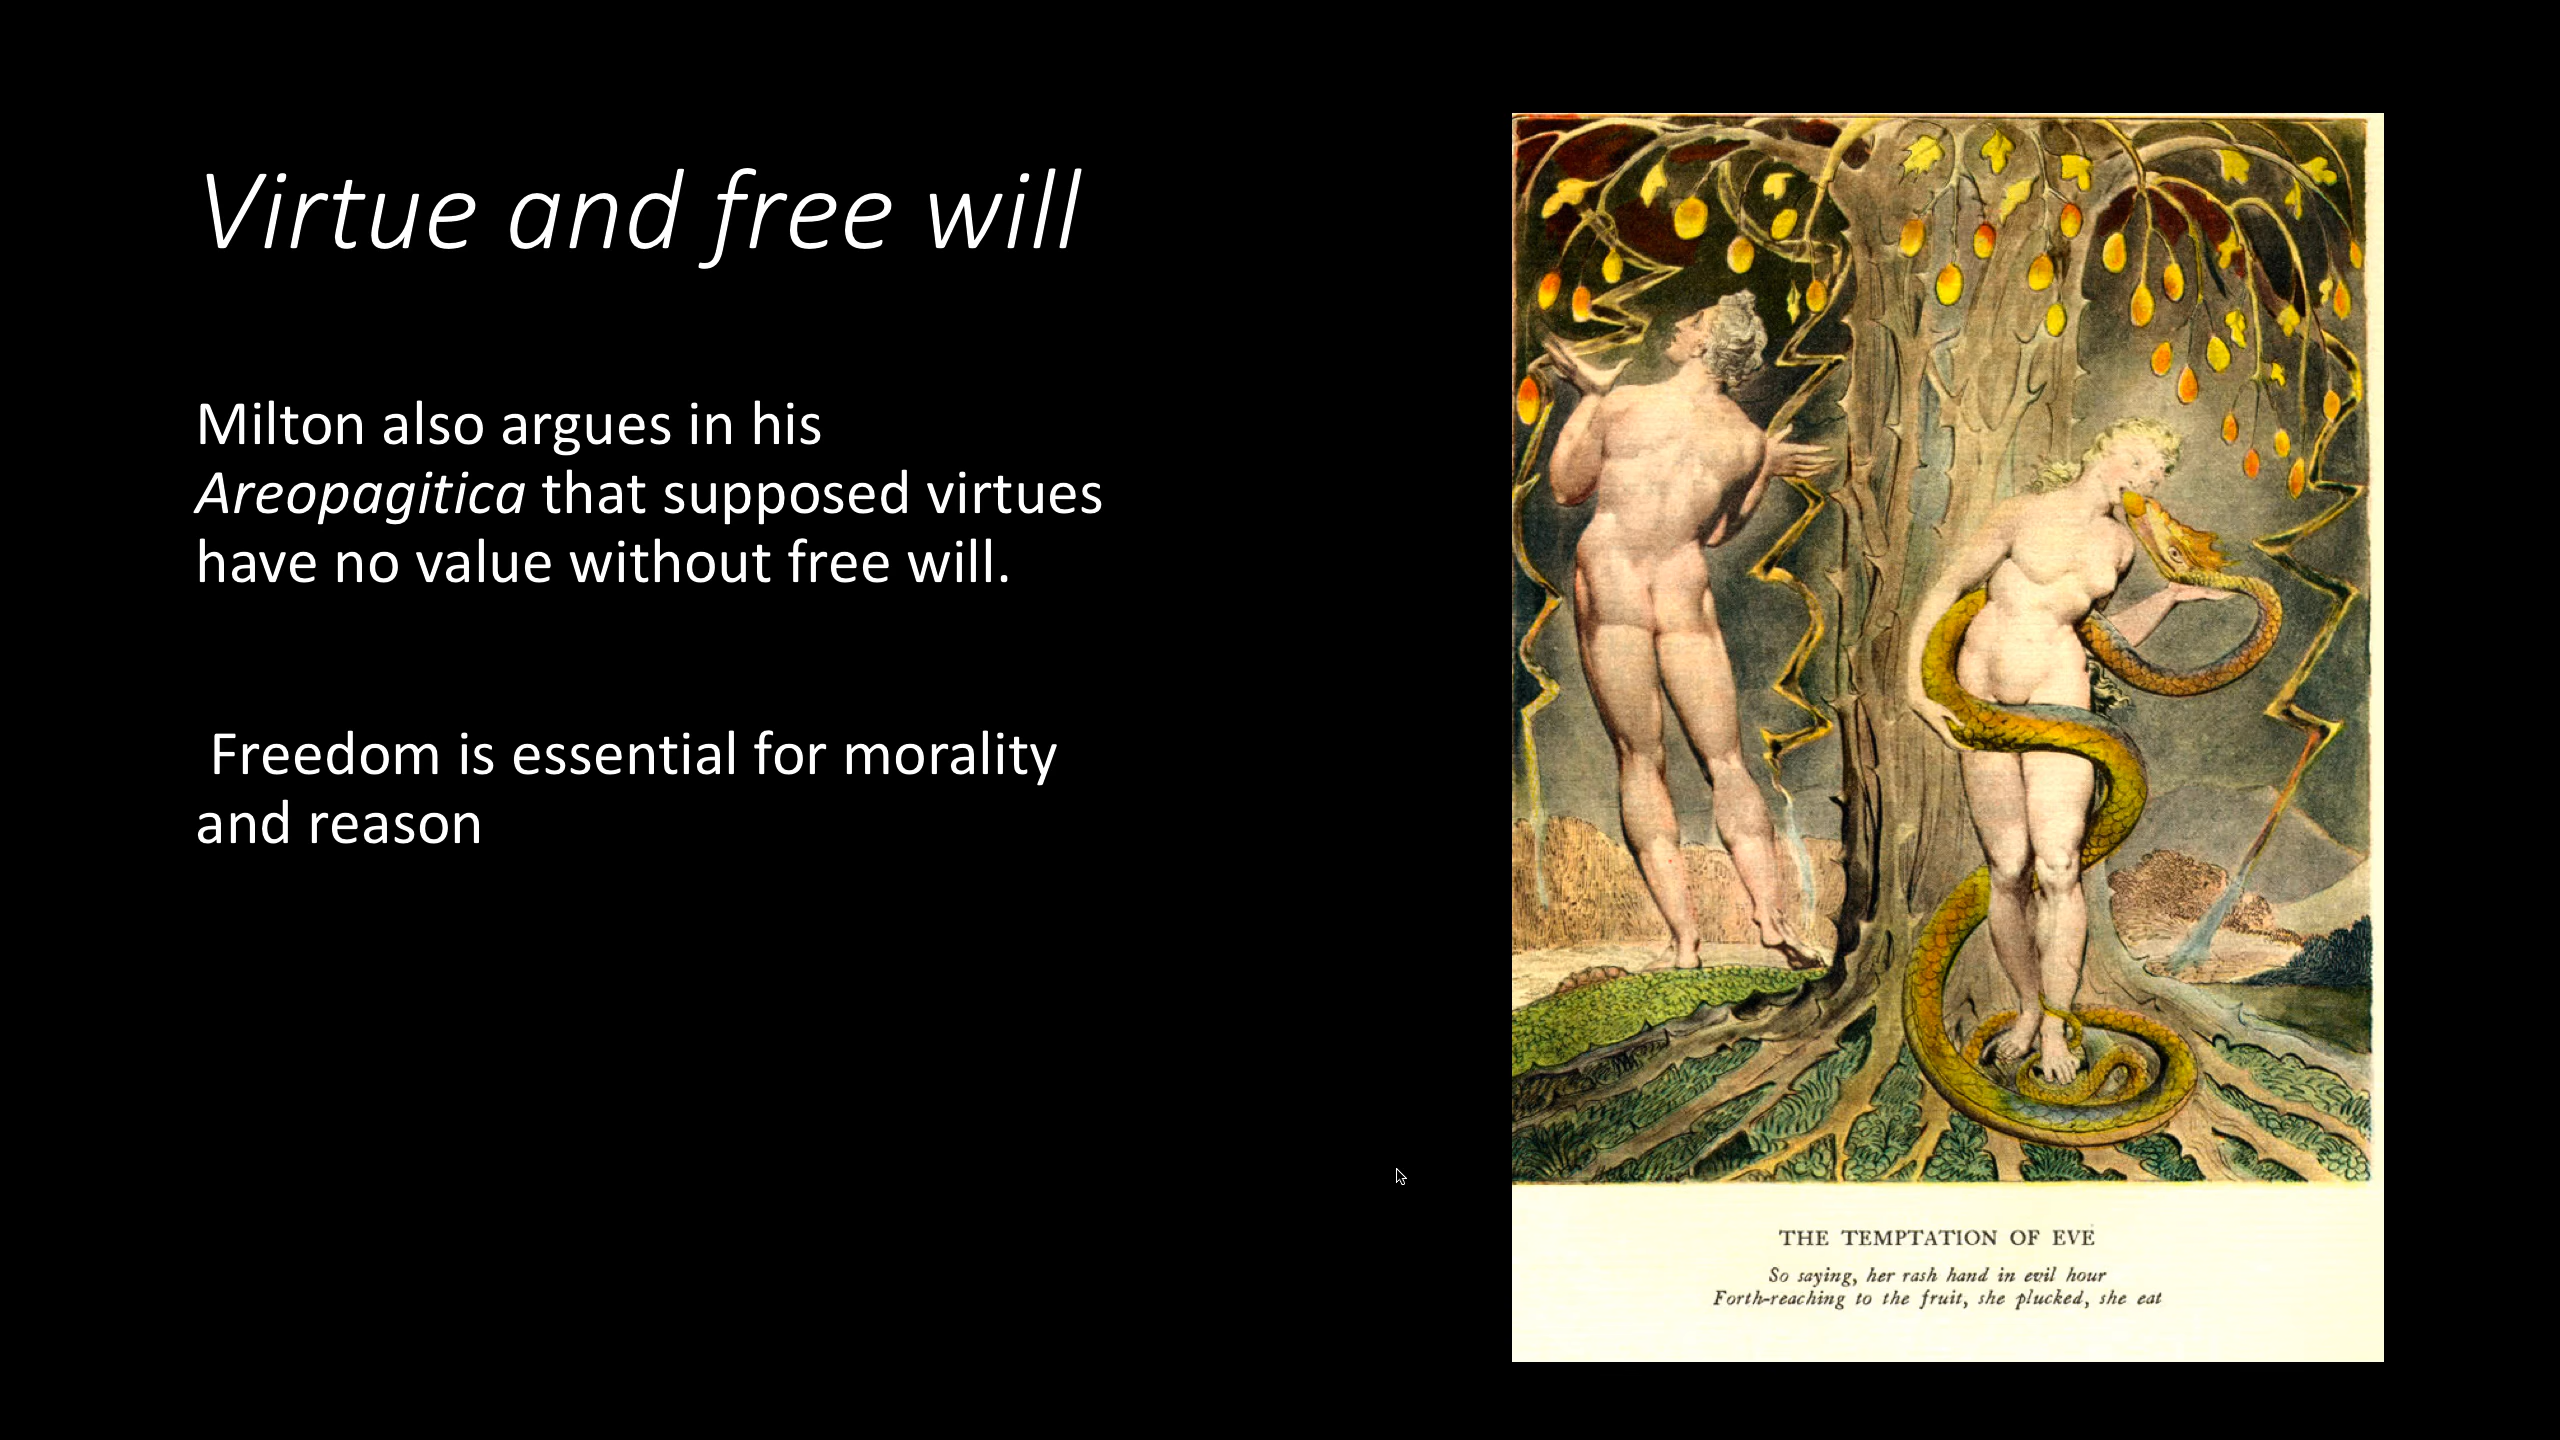 Virtue and free will
Milton also argues in his
Areopagitica that supposed virtues
have no value without free will.
Freedom is essential for morality
and reason
THE TEMPTATION OF EVE
So saying, her rash hand in evil hour
Forth-reaching to the fruit, she plucked, she eat